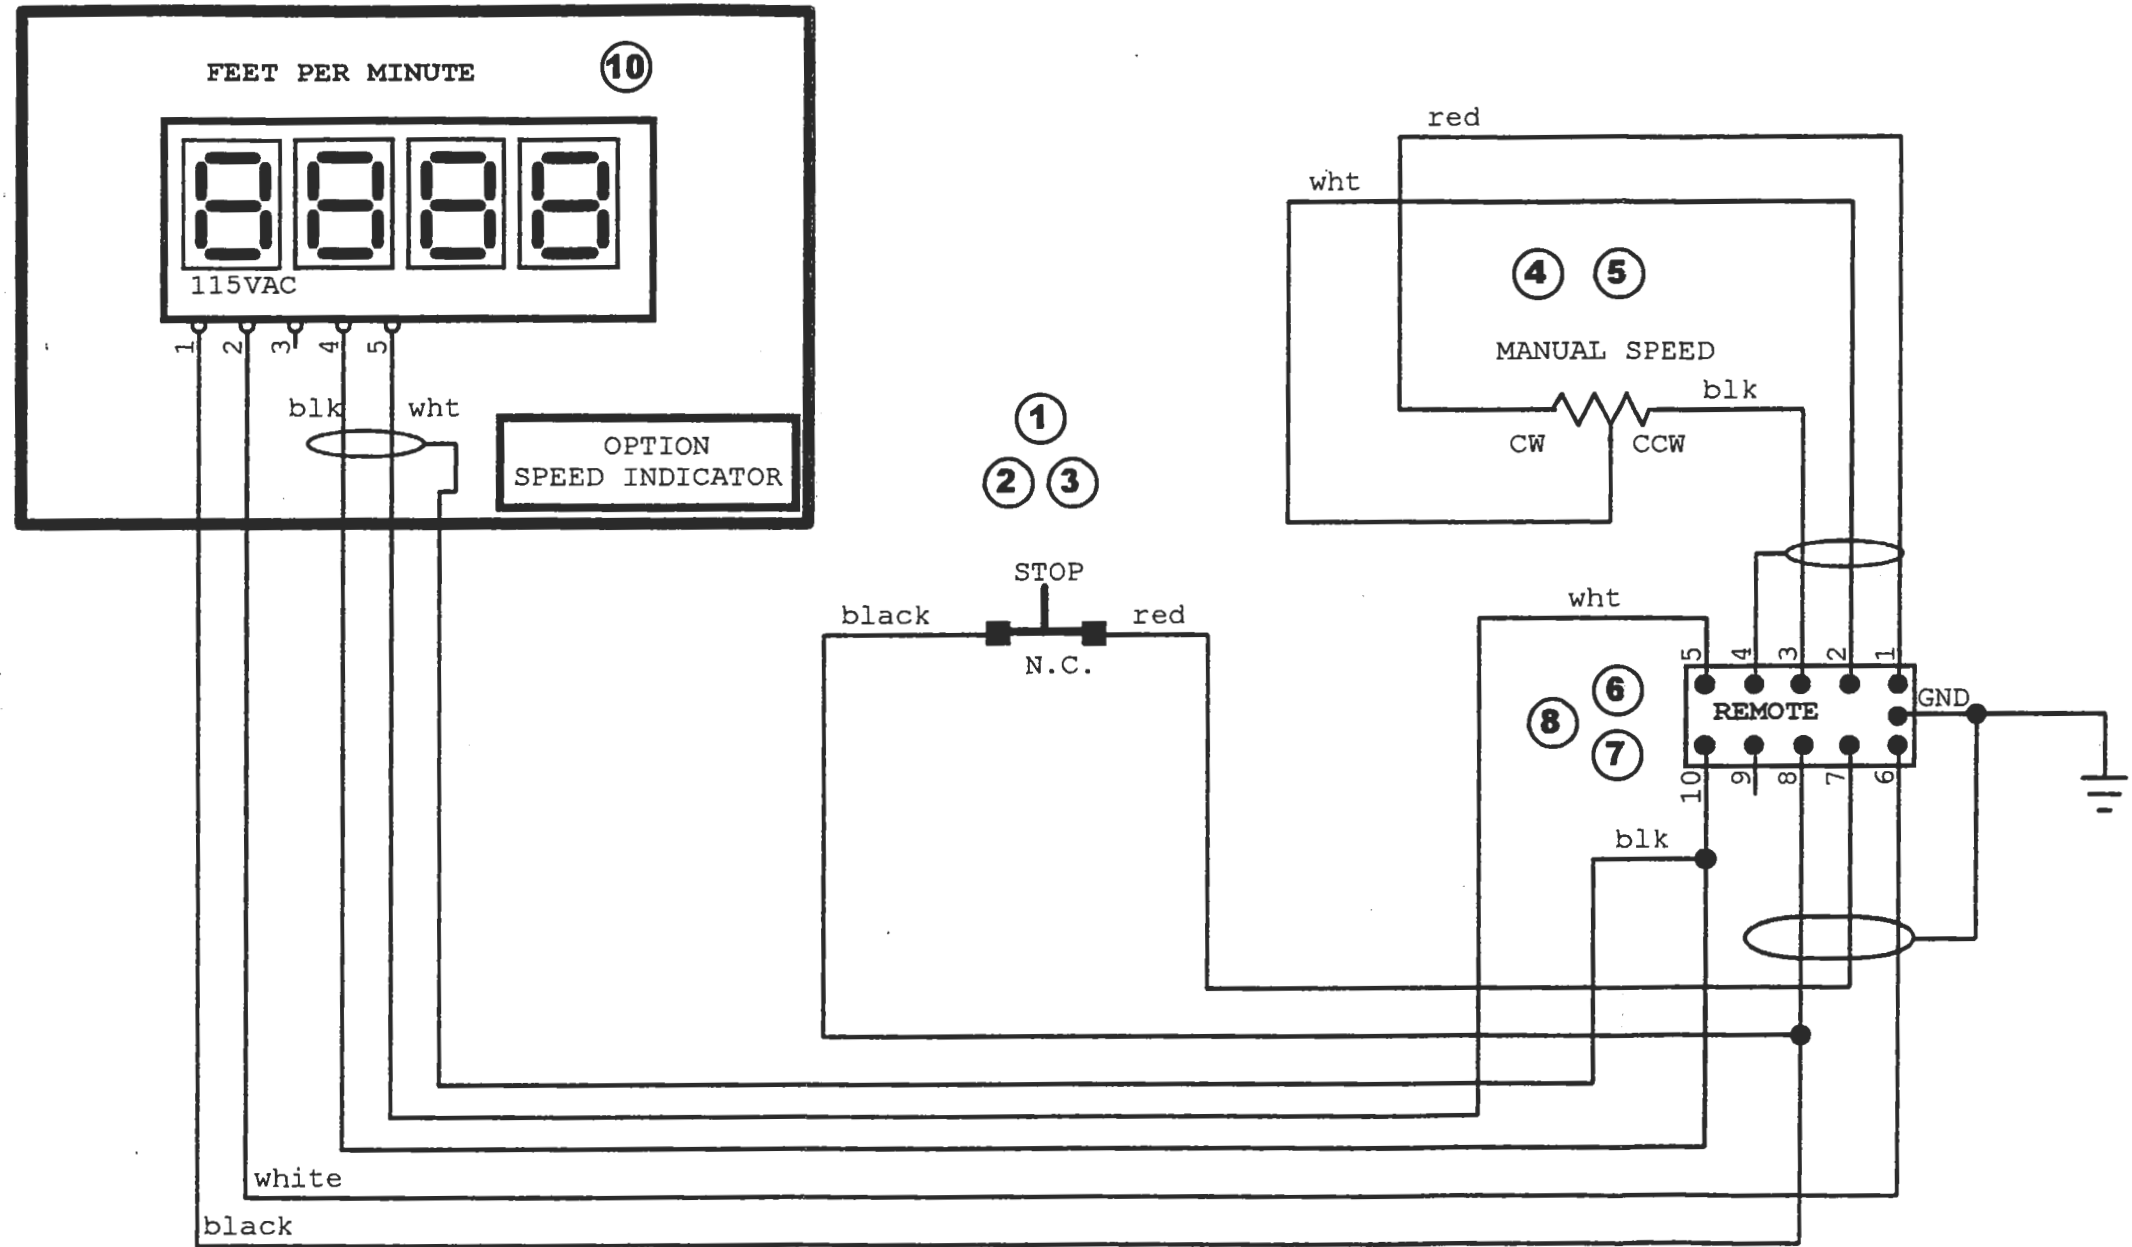 FEET PER MINUTE
10
115VAC
1 2 3 4 5
blk wht
OPTION
SPEED INDICATOR
1
2 3
STOP
black red
N.C.
red
wht
4 5
MANUAL SPEED
blk
CW CCW
wht
5 4 3 2 1
GND
REMOTE
6
8
7
10 9 8 7 6
blk
white
black